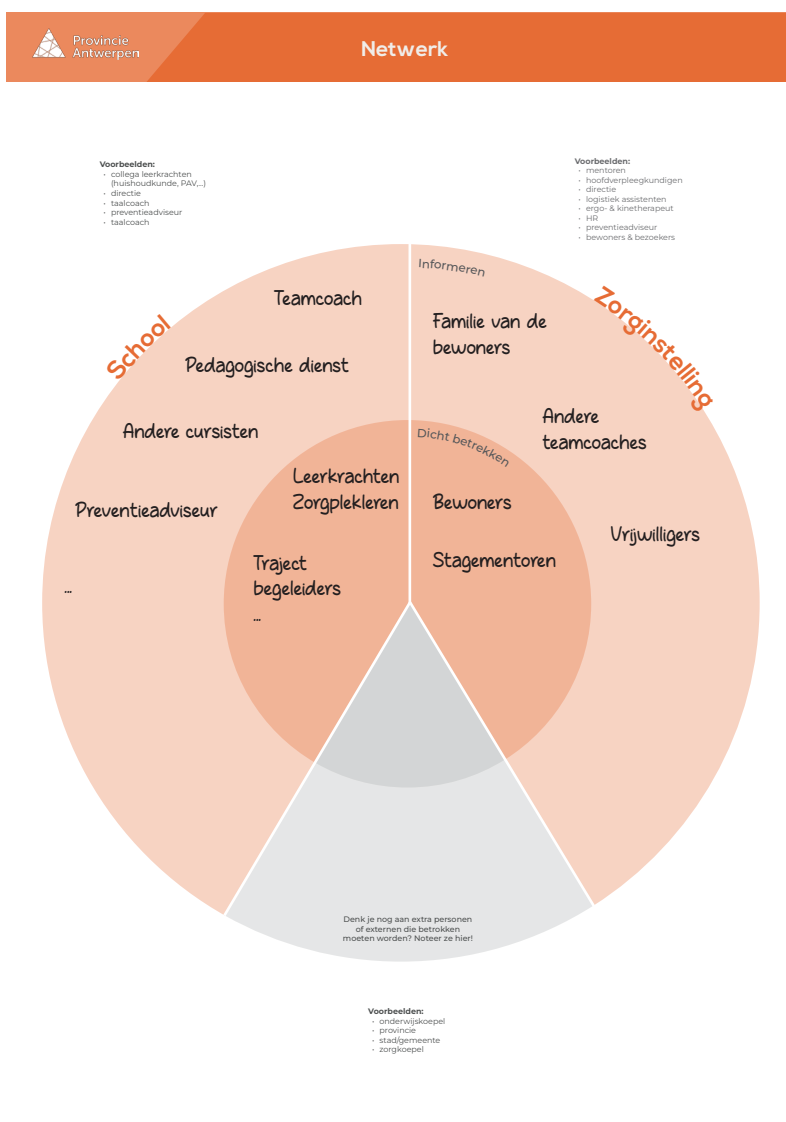 Provincie
Antwerpen
Netwerk
Voorbeelden:
• collega leerkrachten
(huishoudkunde, PAV,...)
• directie
• taalcoach
• preventieadviseur
• taalcoach
Voorbeelden:
• mentoren
• hoofdverpleegkundigen
• directie
• logistiek assistenten
• ergo- & kinetherapeut
• HR
• preventieadviseur
• bewoners & bezoekers
School
Teamcoach
Pedagogische dienst
Andere cursisten
Preventieadviseur
...
Leerkrachten
Zorgplekleren
Traject
begeleiders
...
Informeren
Zorginstelling
Familie van de
bewoners
Andere
teamcoaches
Vrijwilligers
Dicht betrekken
Bewoners
Stagementoren
Denk je nog aan extra personen
of externen die betrokken
moeten worden? Noteer ze hier!
Voorbeelden:
• onderwijskoepel
• provincie
• stad/gemeente
• zorgkoepel